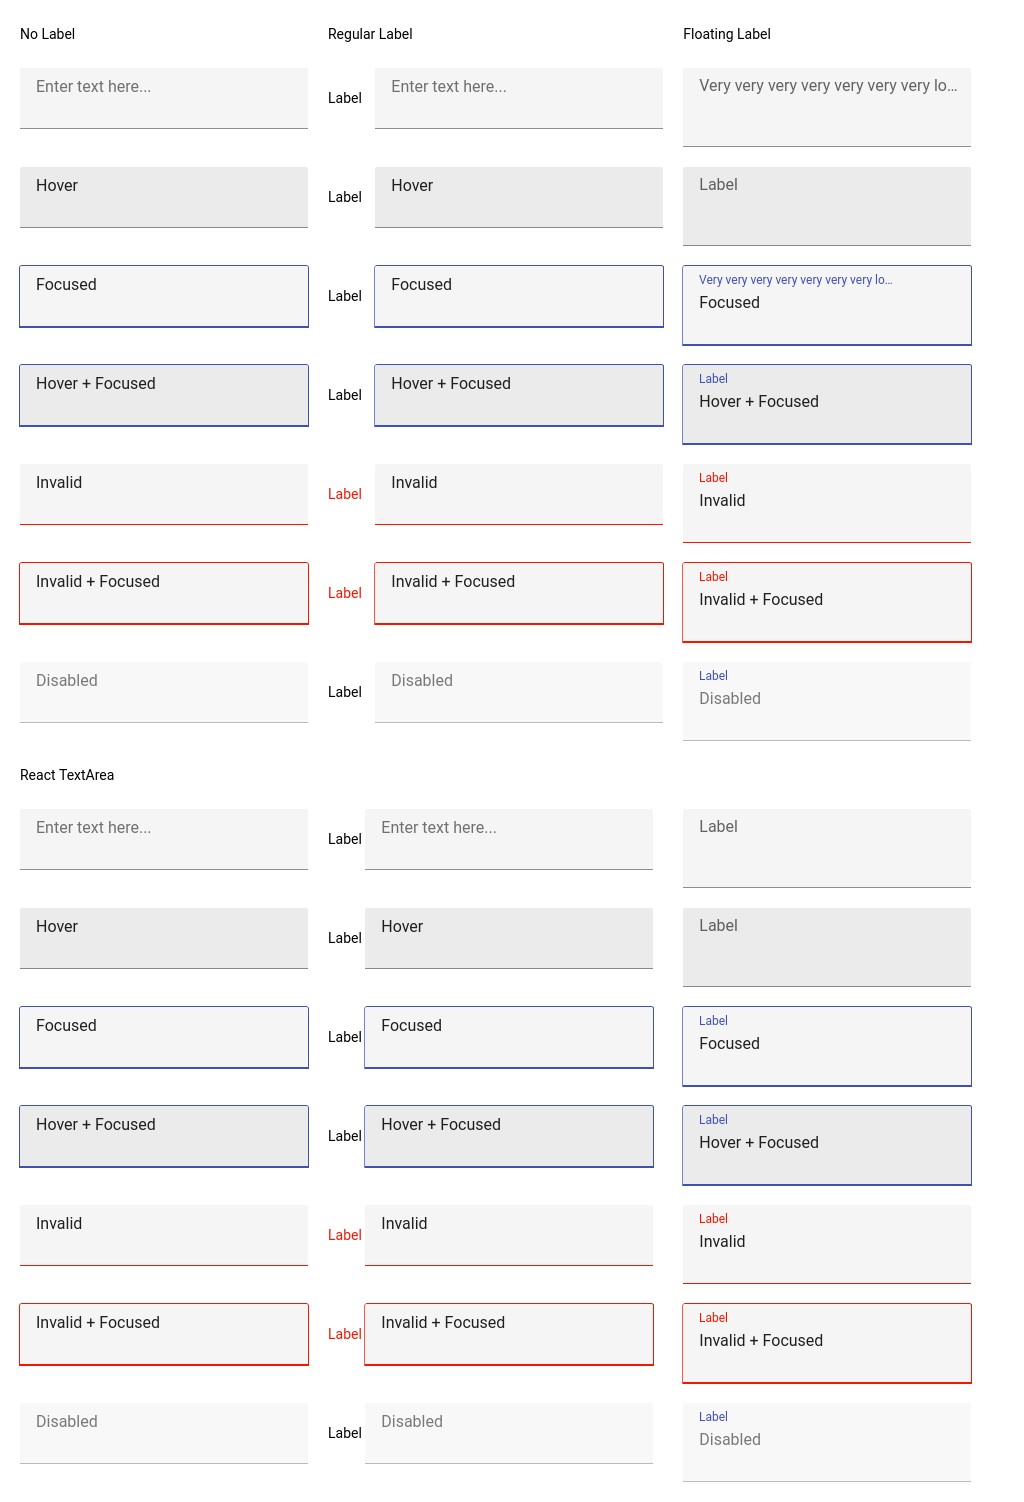 No Label
Regular Label
Floating Label
Enter text here...
Label
Enter text here...
Very very very very very very very lo...
Hover
Label
Hover
Label
Focused
Label
Focused
Very very very very very very very lo...
Focused
Hover + Focused
Label
Hover + Focused
Label
Hover + Focused
Invalid
Label
Invalid
Label
Invalid
Invalid + Focused
Label
Invalid + Focused
Label
Invalid + Focused
Disabled
Label
Disabled
Label
Disabled
React TextArea
Enter text here...
Label
Enter text here...
Label
Hover
Label
Hover
Label
Focused
Label
Focused
Label
Focused
Hover + Focused
Label
Hover + Focused
Label
Hover + Focused
Invalid
Label
Invalid
Label
Invalid
Invalid + Focused
Label
Invalid + Focused
Label
Invalid + Focused
Disabled
Label
Disabled
Label
Disabled